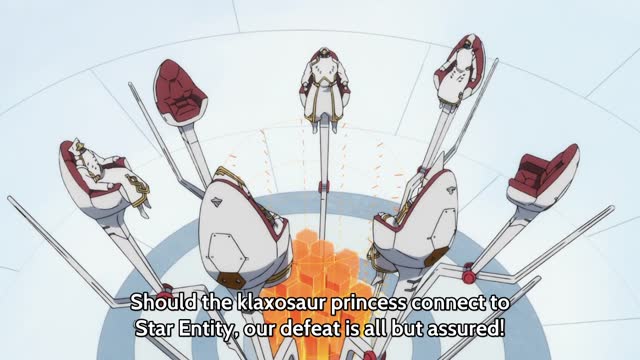 Should the klaxosaur princess connect to
Star Entity, our defeat is all but assured!